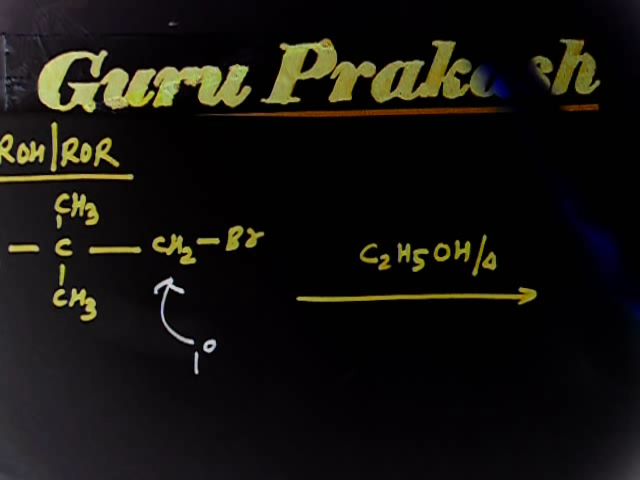 Guru Prakash
ROH/ROR
CH3
— C — CH2 — Br
CH3
C2H5OH/Δ
1°